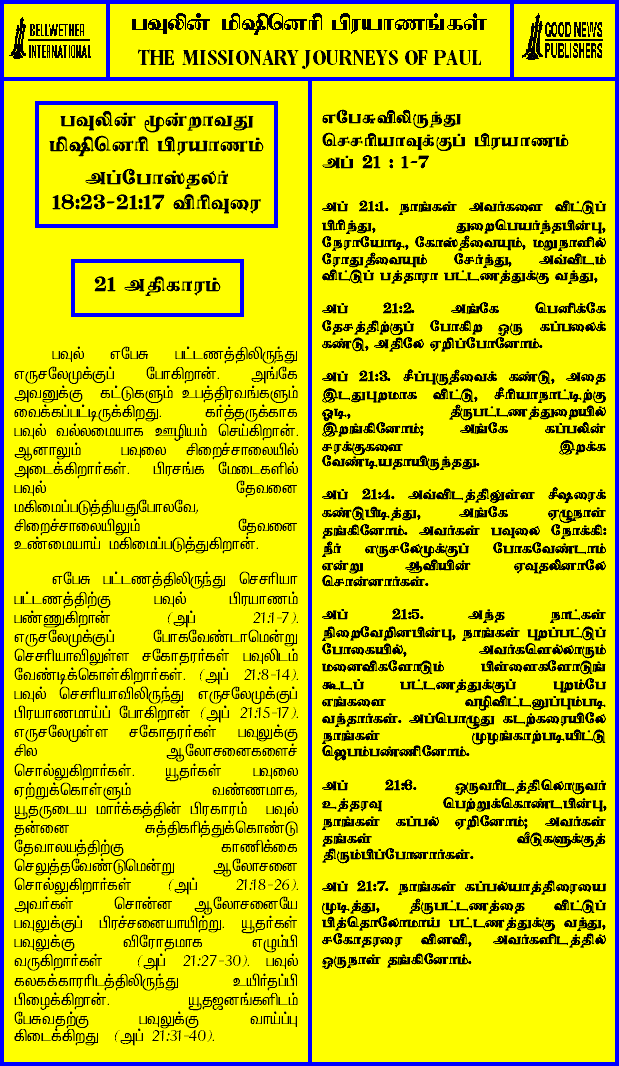 BELLWETHER
INTERNATIONAL
பவுலின் மிஷினெரி பிரயாணங்கள்
THE MISSIONARY JOURNEYS OF PAUL
GOOD NEWS
PUBLISHERS
பவுலின் மூன்றாவது
மிஷினெரி பிரயாணம்
அப்போஸ்தலர்
18:23-21:17 விரிவுரை
21 அதிகாரம்
பவுல் எபேசு பட்டணத்திலிருந்து
எருசலேமுக்குப் போகிறான். அங்கே
அவனுக்கு கட்டுகளும் உபத்திரவங்களும்
வைக்கப்பட்டிருக்கிறது. கர்த்தருக்காக
பவுல் வல்லமையாக ஊழியம் செய்கிறான்.
ஆனாலும் பவுலை சிறைச்சாலையில்
அடைக்கிறார்கள். பிரசங்க மேடைகளில்
பவுல் தேவனை
மகிமைப்படுத்தியதுபோலவே,
சிறைச்சாலையிலும் தேவனை
உண்மையாய் மகிமைப்படுத்துகிறான்.
எபேசு பட்டணத்திலிருந்து செசரியா
பட்டணத்திற்கு பவுல் பிரயாணம்
பண்ணுகிறான் (அப் 21:1-7).
எருசலேமுக்குப் போகவேண்டாமென்று
செசரியாவிலுள்ள சகோதரர்கள் பவுலிடம்
வேண்டிக்கொள்கிறார்கள். (அப் 21:8-14).
பவுல் செசரியாவிலிருந்து எருசலேமுக்குப்
பிரயாணமாய்ப் போகிறான் (அப் 21:15-17).
எருசலேமுள்ள சகோதரர்கள் பவுலுக்கு
சில ஆலோசனைகளைச்
சொல்லுகிறார்கள். யூதர்கள் பவுலை
ஏற்றுக்கொள்ளும் வண்ணமாக,
யூதருடைய மார்க்கத்தின் பிரகாரம் பவுல்
தன்னை சுத்திகரித்துக்கொண்டு
தேவாலயத்திற்கு காணிக்கை
செலுத்தவேண்டுமென்று ஆலோசனை
சொல்லுகிறார்கள் (அப் 21:18-26).
அவர்கள் சொன்ன ஆலோசனையே
பவுலுக்குப் பிரச்சனையாயிற்று. யூதர்கள்
பவுலுக்கு விரோதமாக எழும்பி
வருகிறார்கள் (அப் 21:27-30). பவுல்
கலகக்காரரிடத்திலிருந்து உயிர்தப்பி
பிழைக்கிறான். யூதஜனங்களிடம்
பேசுவதற்கு பவுலுக்கு வாய்ப்பு
கிடைக்கிறது (அப் 21:31-40).
எபேசுவிலிருந்து
செசரியாவுக்குப் பிரயாணம்
அப் 21 : 1-7
அப் 21:1. நாங்கள் அவர்களை விட்டுப்
பிரிந்து, துறைபெயர்ந்தபின்பு,
நேராயோடி, கோஸ்தீவையும், மறுநாளில்
ரோதுதீவையும் சேர்ந்து, அவ்விடம்
விட்டுப் பத்தாரா பட்டணத்துக்கு வந்து,
அப் 21:2. அங்கே பெனிக்கே
தேசத்திற்குப் போகிற ஒரு கப்பலைக்
கண்டு, அதிலே ஏறிப்போனோம்.
அப் 21:3. சீப்புருதீவைக் கண்டு, அதை
இடதுபுறமாக விட்டு, சீரியாநாட்டிற்கு
ஓடி, தீருபட்டணத்துறையில்
இறங்கினோம்; அங்கே கப்பலின்
சரக்குகளை இறக்க
வேண்டியதாயிருந்தது.
அப் 21:4. அவ்விடத்திலுள்ள சீஷரைக்
கண்டுபிடித்து, அங்கே ஏழுநாள்
தங்கினோம். அவர்கள் பவுலை நோக்கி:
நீர் எருசலேமுக்குப் போகவேண்டாம்
என்று ஆவியின் ஏவுதலினாலே
சொன்னார்கள்.
அப் 21:5. அந்த நாட்கள்
நிறைவேறினபின்பு, நாங்கள் புறப்பட்டுப்
போகையில், அவர்களெல்லாரும்
மனைவிகளோடும் பிள்ளைகளோடுங்
கூடப் பட்டணத்துக்குப் புறம்பே
எங்களை வழிவிட்டனுப்பும்படி
வந்தார்கள். அப்பொழுது கடற்கரையிலே
நாங்கள் முழங்காற்படியிட்டு
ஜெபம்பண்ணினோம்.
அப் 21:6. ஒருவரிடத்திலொருவர்
உத்தரவு பெற்றுக்கொண்டபின்பு,
நாங்கள் கப்பல் ஏறினோம்; அவர்கள்
தங்கள் வீடுகளுக்குத்
திரும்பிப்போனார்கள்.
அப் 21:7. நாங்கள் கப்பல்யாத்திரையை
முடித்து, தீருபட்டணத்தை விட்டுப்
பித்தொலோமாய் பட்டணத்துக்கு வந்து,
சகோதரரை வினவி, அவர்களிடத்தில்
ஒருநாள் தங்கினோம்.